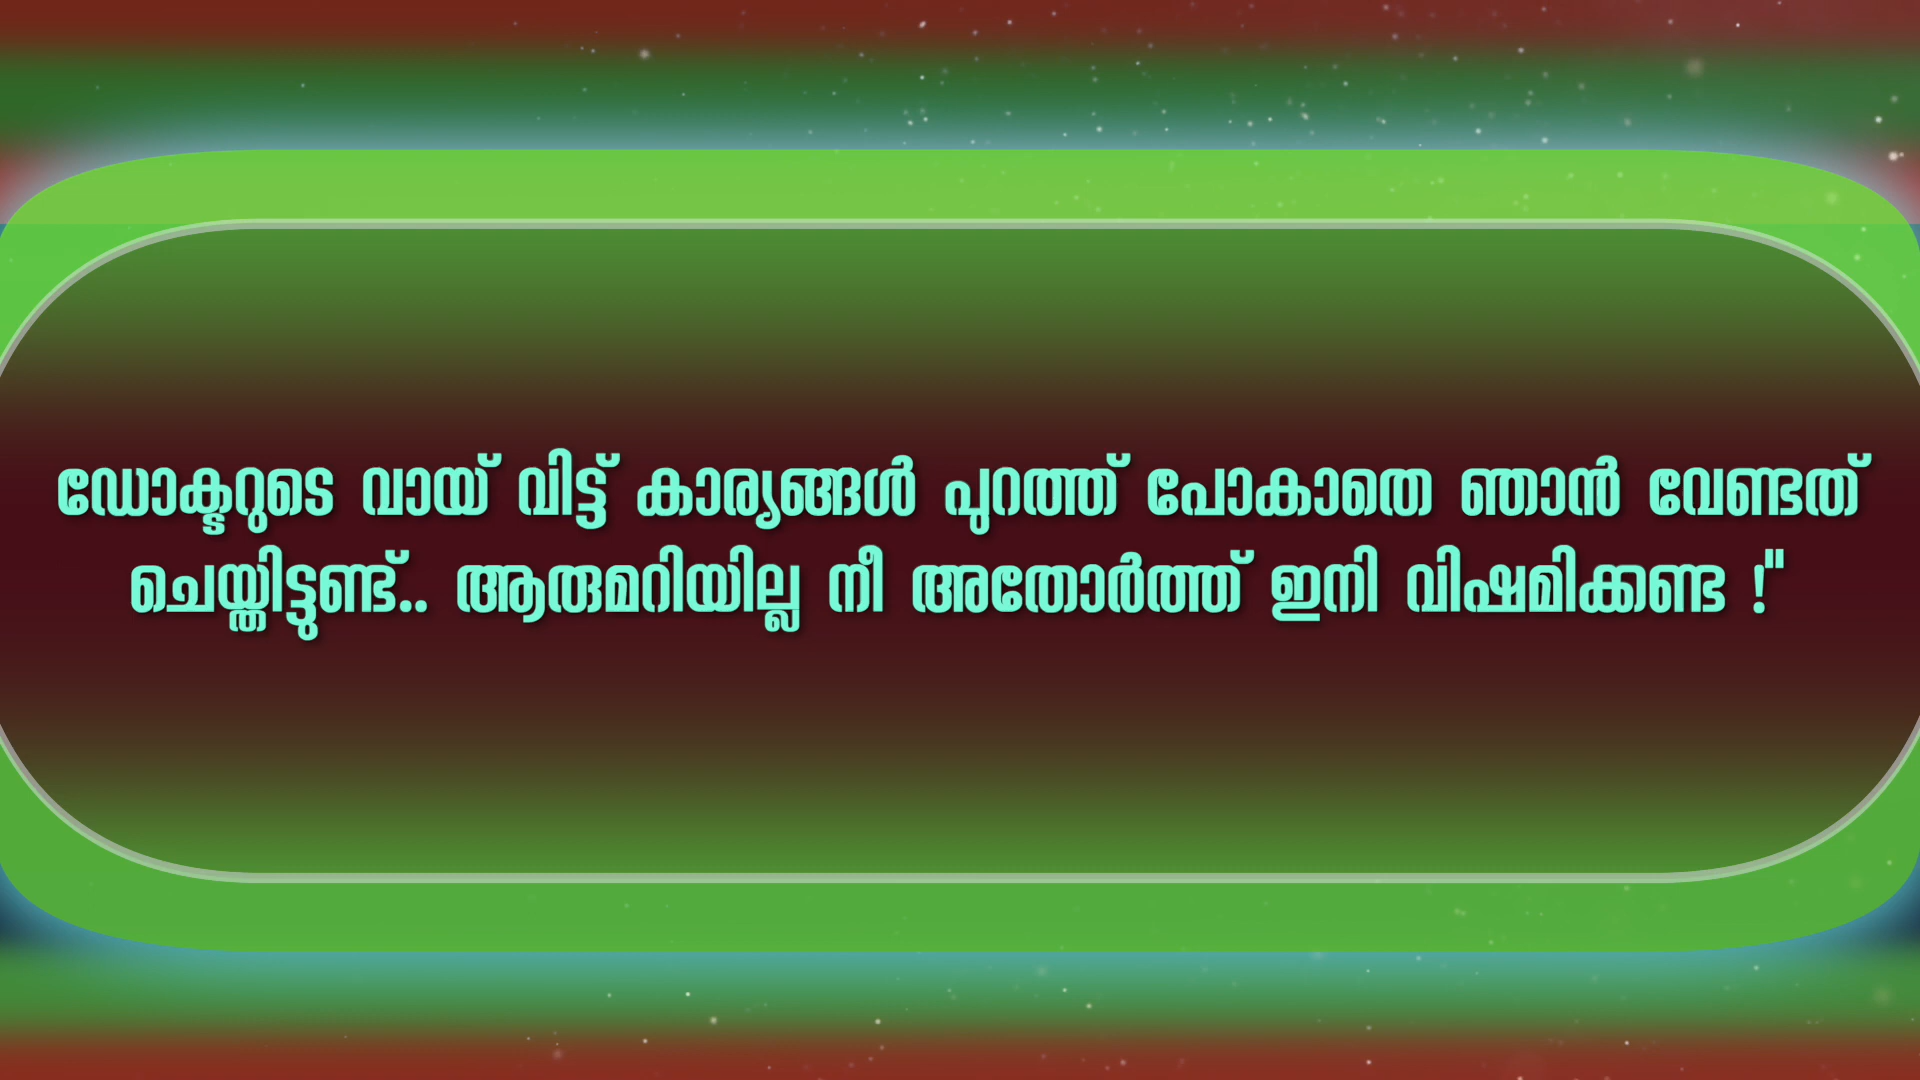 ഡോക്ടറുടെ വായ് വിട്ട് കാര്യങ്ങൾ പുറത്ത് പോകാതെ ഞാൻ വേണ്ടത്
ചെയ്തിട്ടുണ്ട്.. ആരുമറിയില്ല നീ അതോർത്ത് ഇനി വിഷമിക്കണ്ട !"